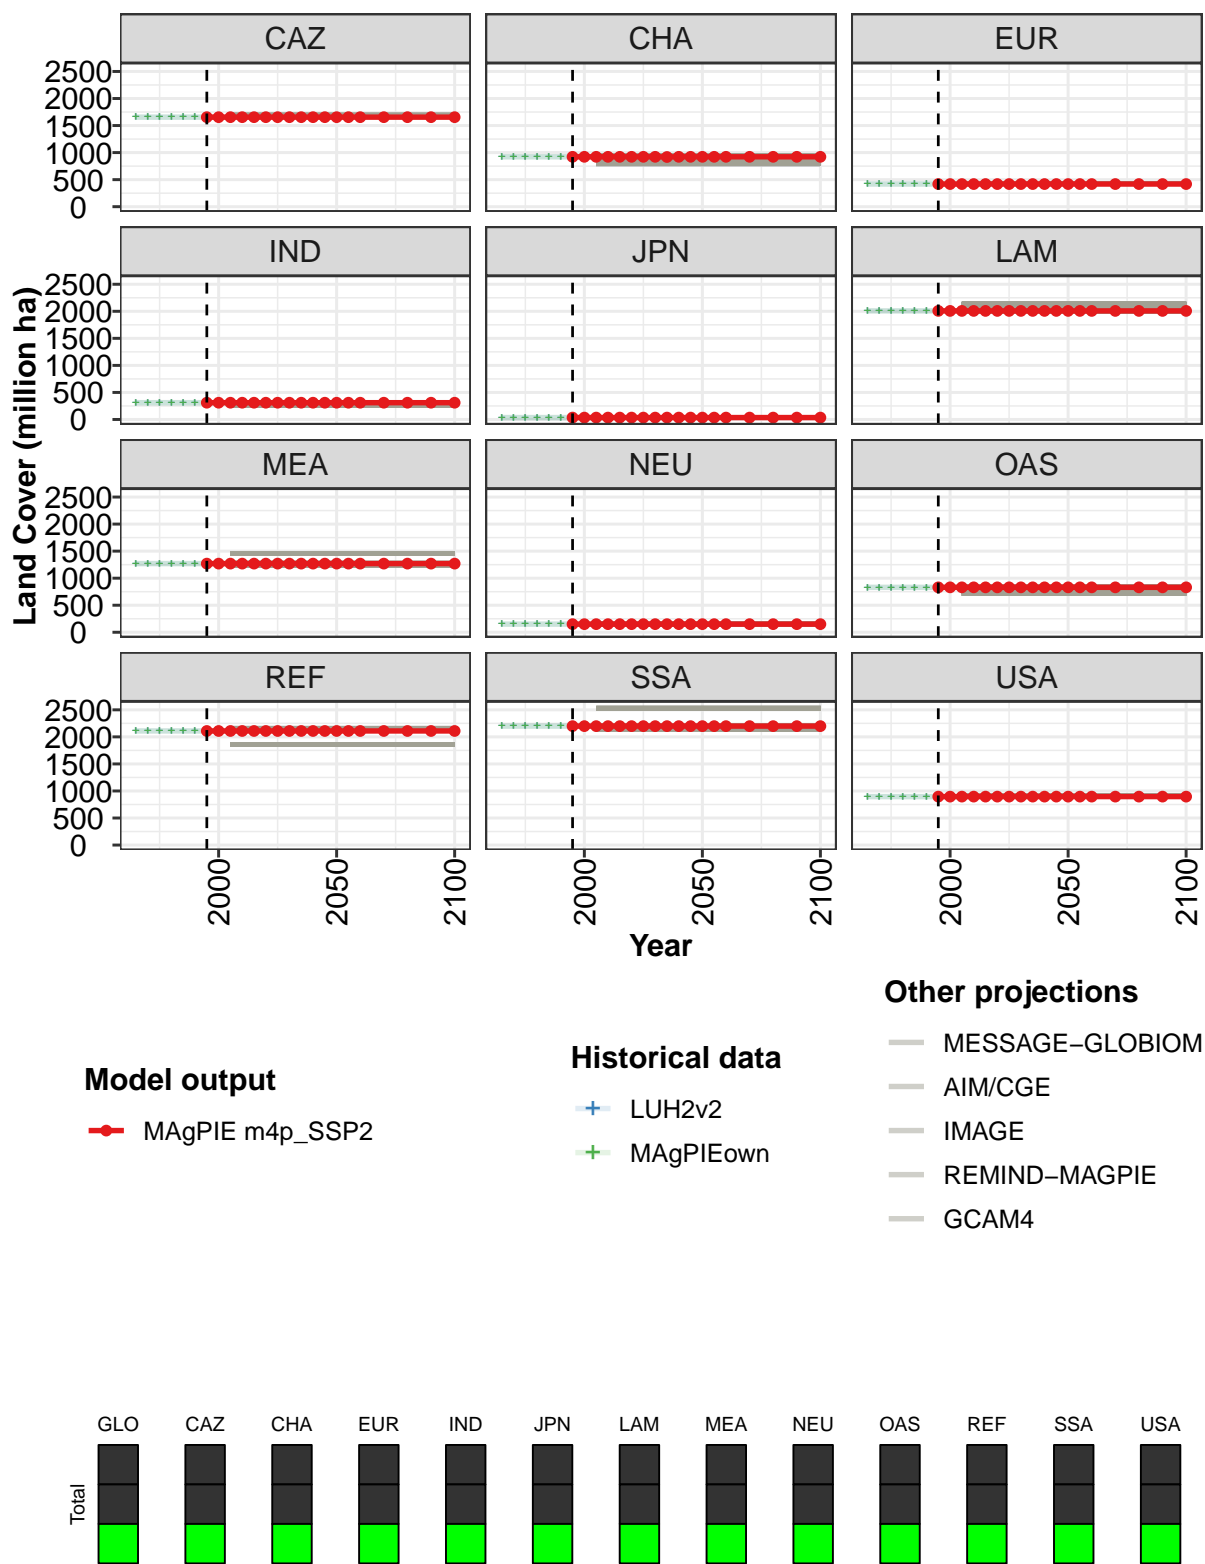 CAZ CHA EUR
2500
2000
1500
1000
500
0
IND JPN LAM
2500
2000
1500
1000
500
0
MEA NEU OAS
2500
2000
1500
1000
500
0
REF SSA USA
2500
2000
1500
1000
500
0
Land Cover (million ha)
2000 2050 2100 2000 2050 2100 2000 2050 2100
Year
Model output
MAgPIE m4p_SSP2
Historical data
LUH2v2
MAgPIEown
Other projections
MESSAGE−GLOBIOM
AIM/CGE
IMAGE
REMIND−MAGPIE
GCAM4
GLO CAZ CHA EUR IND JPN LAM MEA NEU OAS REF SSA USA
Total